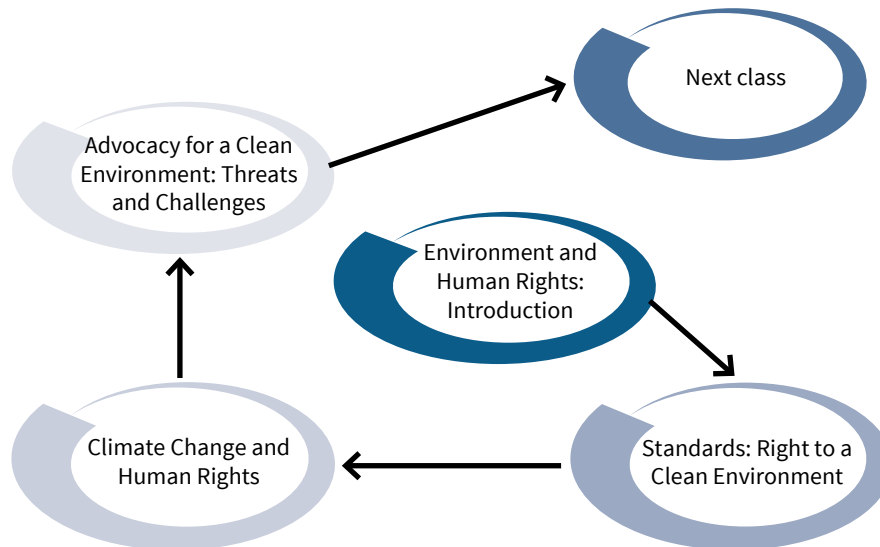 Next class
Advocacy for a Clean
Environment: Threats
and Challenges
Environment and
Human Rights:
Introduction
Climate Change and
Human Rights
Standards: Right to a
Clean Environment